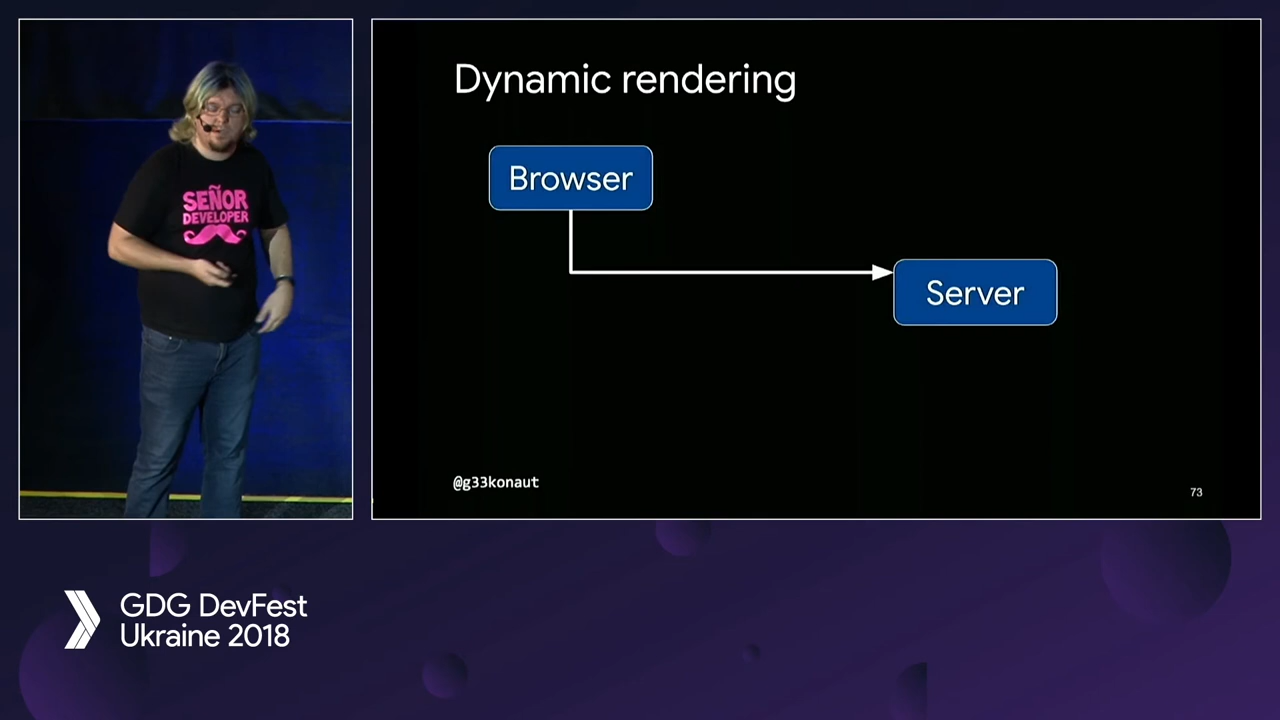 SEÑOR
DEVELOPER
Dynamic rendering
Browser
Server
@g33konaut
73
GDG DevFest
Ukraine 2018